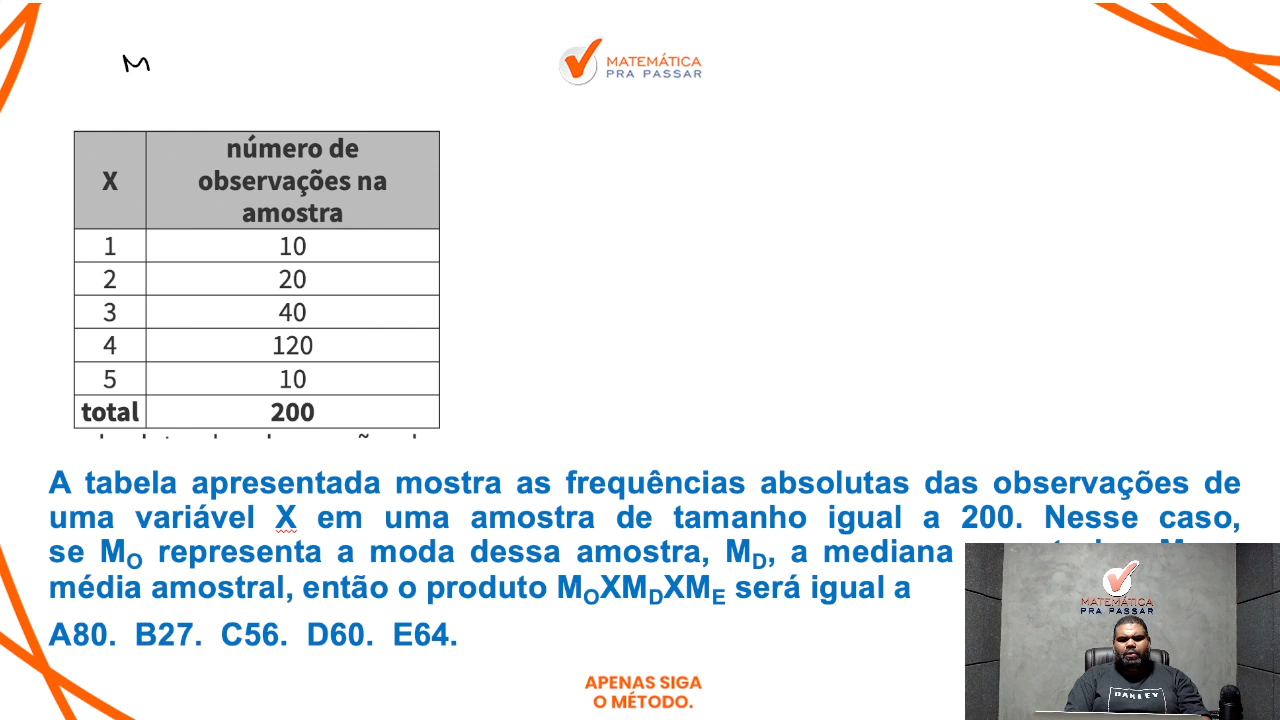 M
MATEMÁTICA
PRA PASSAR
X
número de
observações na
amostra
1 10
2 20
3 40
4 120
5 10
total 200
A tabela apresentada mostra as frequências absolutas das observações de
uma variável X em uma amostra de tamanho igual a 200. Nesse caso,
se MO representa a moda dessa amostra, MD, a mediana
média amostral, então o produto MOXMDXME será igual a
A80. B27. C56. D60. E64.
APENAS SIGA
O MÉTODO.
MATEMÁTICA
PRA PASSAR
OAKLEY